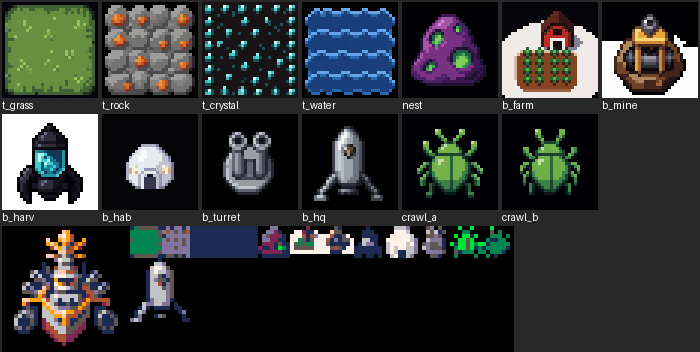 t_grass t_rock t_crystal t_water nest b_farm b_mine
b_harv b_hab b_turret b_hq crawl_a crawl_b